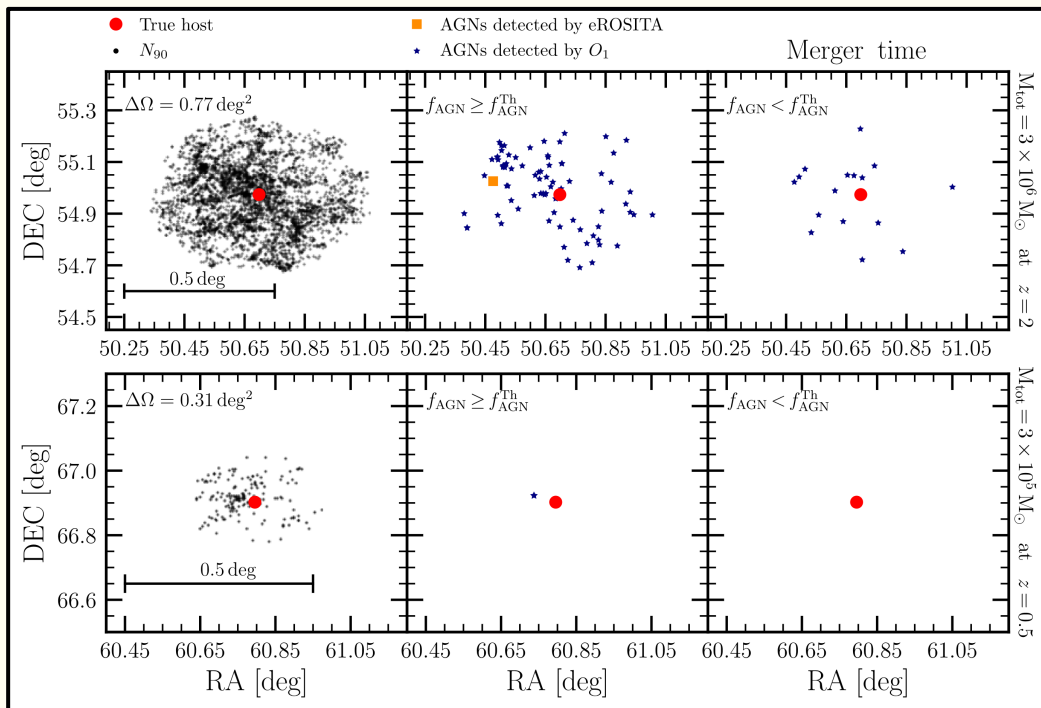 True host
N₉₀
AGNs detected by eROSITA
AGNs detected by O₁
Merger time
ΔΩ = 0.77 deg²
f_AGN ≥ f_AGN^Th
f_AGN < f_AGN^Th
DEC [deg]
55.3
55.1
54.9
54.7
54.5
0.5 deg
M_tot = 3 × 10⁶ M_⊙ at z = 2
50.25 50.45 50.65 50.85 51.05
50.25 50.45 50.65 50.85 51.05
50.25 50.45 50.65 50.85 51.05
ΔΩ = 0.31 deg²
f_AGN ≥ f_AGN^Th
f_AGN < f_AGN^Th
DEC [deg]
67.2
67.0
66.8
66.6
0.5 deg
M_tot = 3 × 10⁵ M_⊙ at z = 0.5
60.45 60.65 60.85 61.05
60.45 60.65 60.85 61.05
60.45 60.65 60.85 61.05
RA [deg]
RA [deg]
RA [deg]